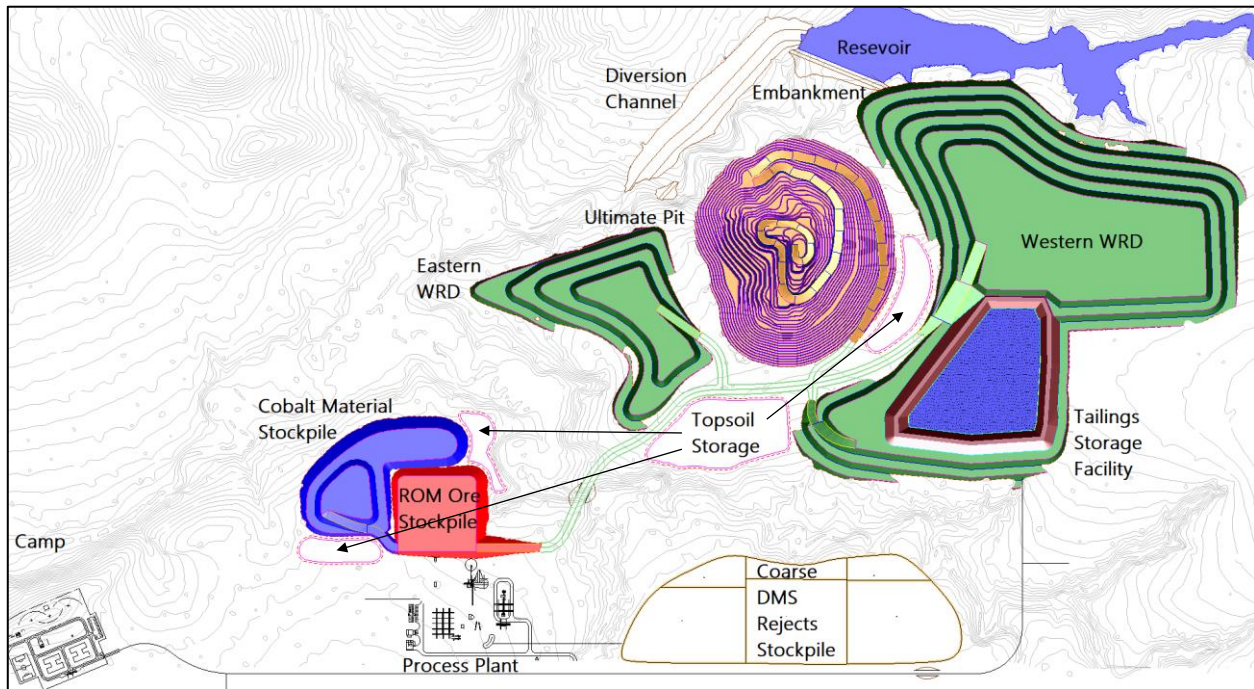 Resevoir
Diversion
Channel
Embankment
Ultimate Pit
Western WRD
Eastern
WRD
Cobalt Material
Stockpile
Topsoil
Storage
Tailings
Storage
Facility
ROM Ore
Stockpile
Camp
Coarse
DMS
Rejects
Stockpile
Process Plant